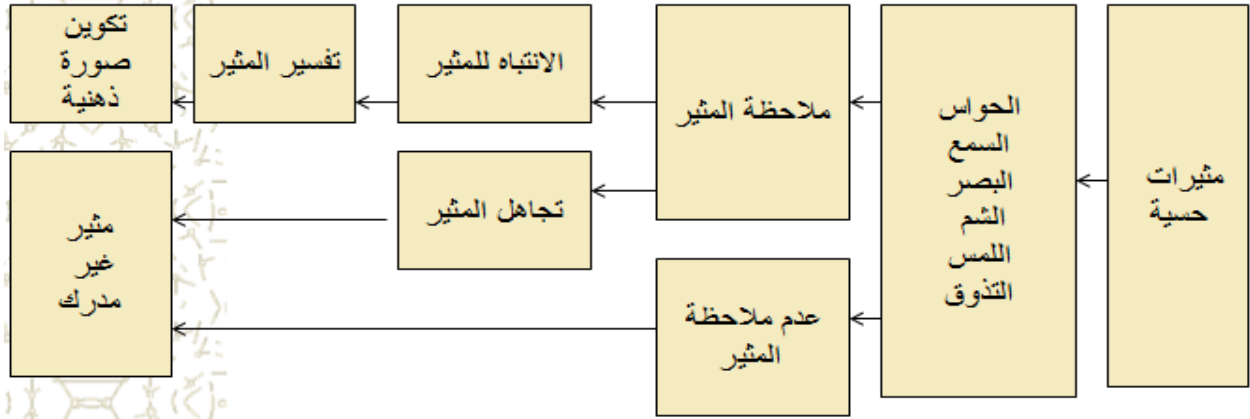 مثيرات
حسية
الحواس
السمع
البصر
الشم
اللمس
التذوق
ملاحظة المثير
الانتباه للمثير
تفسير المثير
تكوين
صورة
ذهنية
تجاهل المثير
عدم ملاحظة
المثير
مثير
غير
مدرك